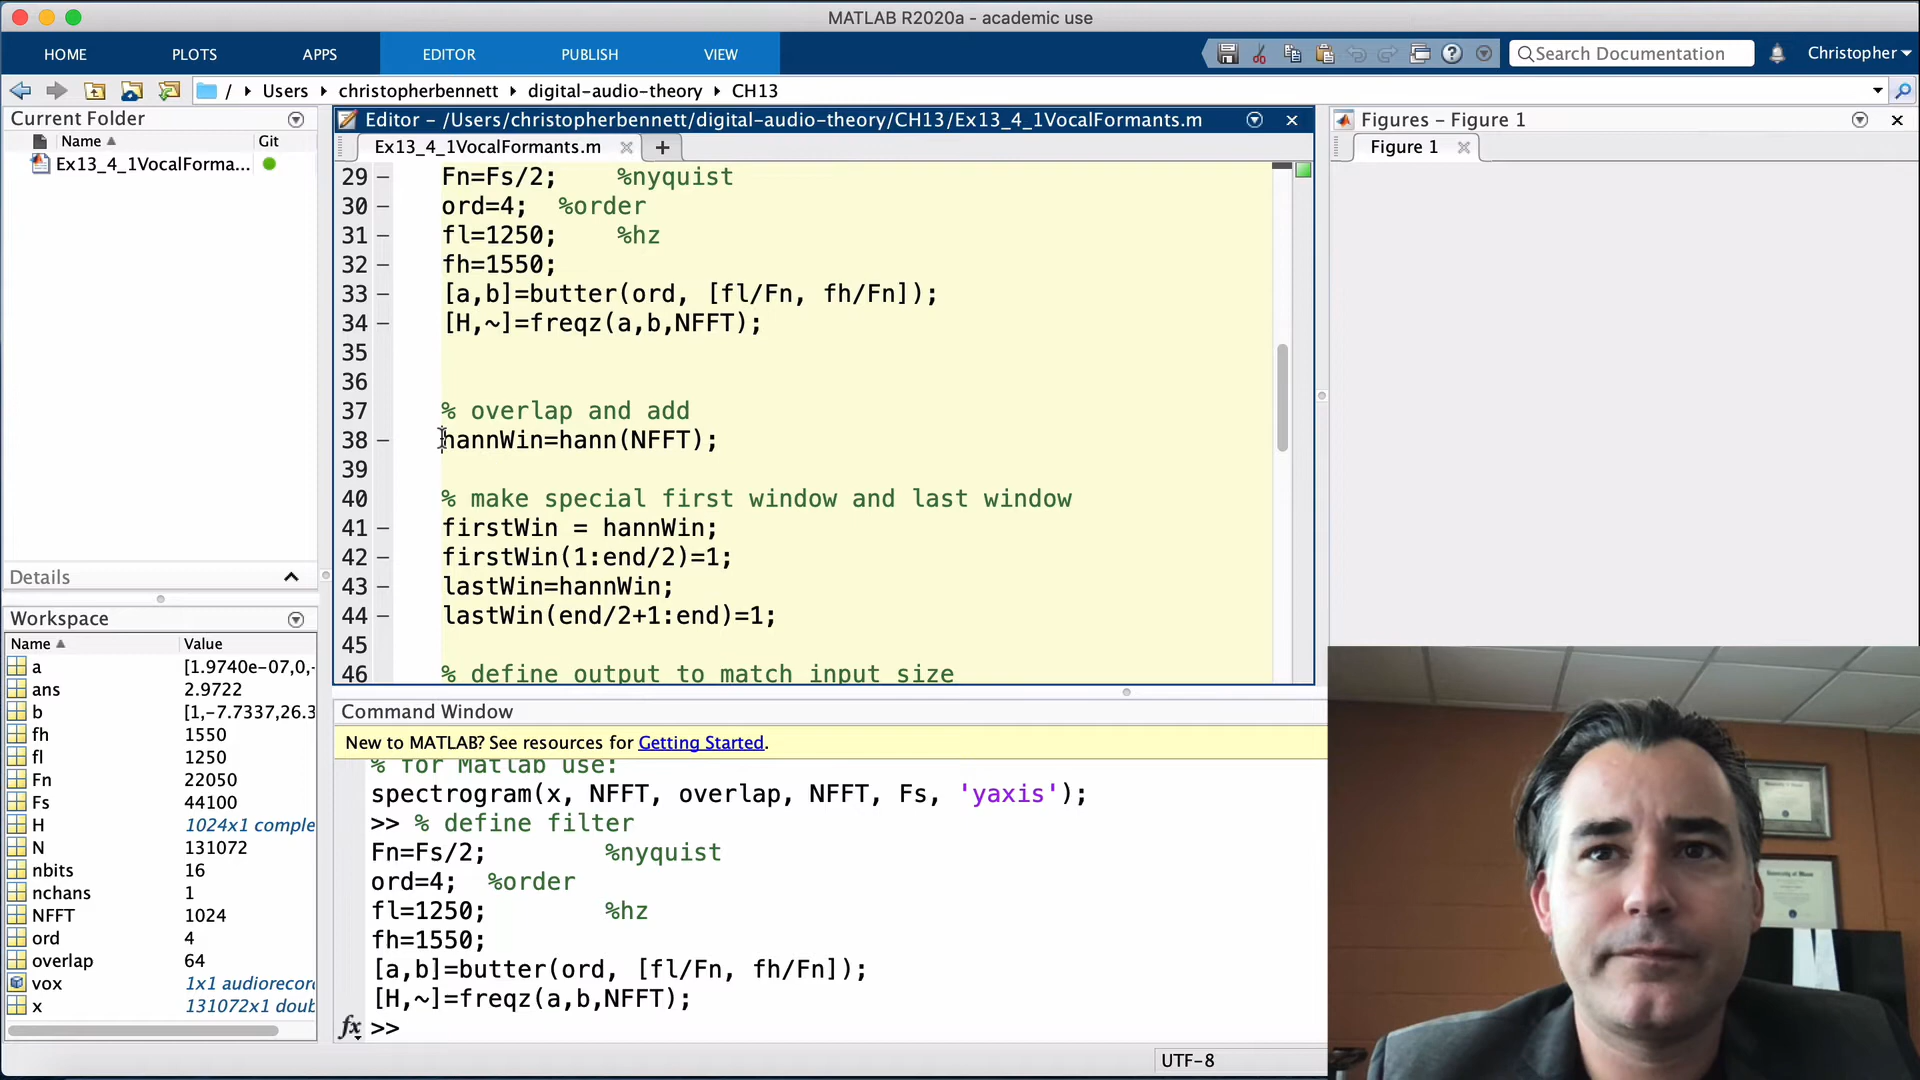 MATLAB R2020a - academic use
HOME PLOTS APPS EDITOR PUBLISH VIEW Search Documentation Christopher
/ Users christopherbennett digital-audio-theory CH13
Current Folder
Name Git
Ex13_4_1VocalForma...
Details
Workspace
Name Value
a [1.9740e-07,0,-
ans 2.9722
b [1,-7.7337,26.3
fh 1550
fl 1250
Fn 22050
Fs 44100
H 1024x1 comple
N 131072
nbits 16
nchans 1
NFFT 1024
ord 4
overlap 64
vox 1x1 audiorecor
x 131072x1 doub
Editor - /Users/christopherbennett/digital-audio-theory/CH13/Ex13_4_1VocalFormants.m
Ex13_4_1VocalFormants.m
29 Fn=Fs/2; %nyquist
30 ord=4; %order
31 fl=1250; %hz
32 fh=1550;
33 [a,b]=butter(ord, [fl/Fn, fh/Fn]);
34 [H,~]=freqz(a,b,NFFT);
35
36
37 % overlap and add
38 hannWin=hann(NFFT);
39
40 % make special first window and last window
41 firstWin = hannWin;
42 firstWin(1:end/2)=1;
43 lastWin=hannWin;
44 lastWin(end/2+1:end)=1;
45
46 % define output to match input size
Command Window
New to MATLAB? See resources for Getting Started.
% for Matlab use:
spectrogram(x, NFFT, overlap, NFFT, Fs, 'yaxis');
>> % define filter
Fn=Fs/2; %nyquist
ord=4; %order
fl=1250; %hz
fh=1550;
[a,b]=butter(ord, [fl/Fn, fh/Fn]);
[H,~]=freqz(a,b,NFFT);
fx >>
UTF-8
Figures - Figure 1
Figure 1